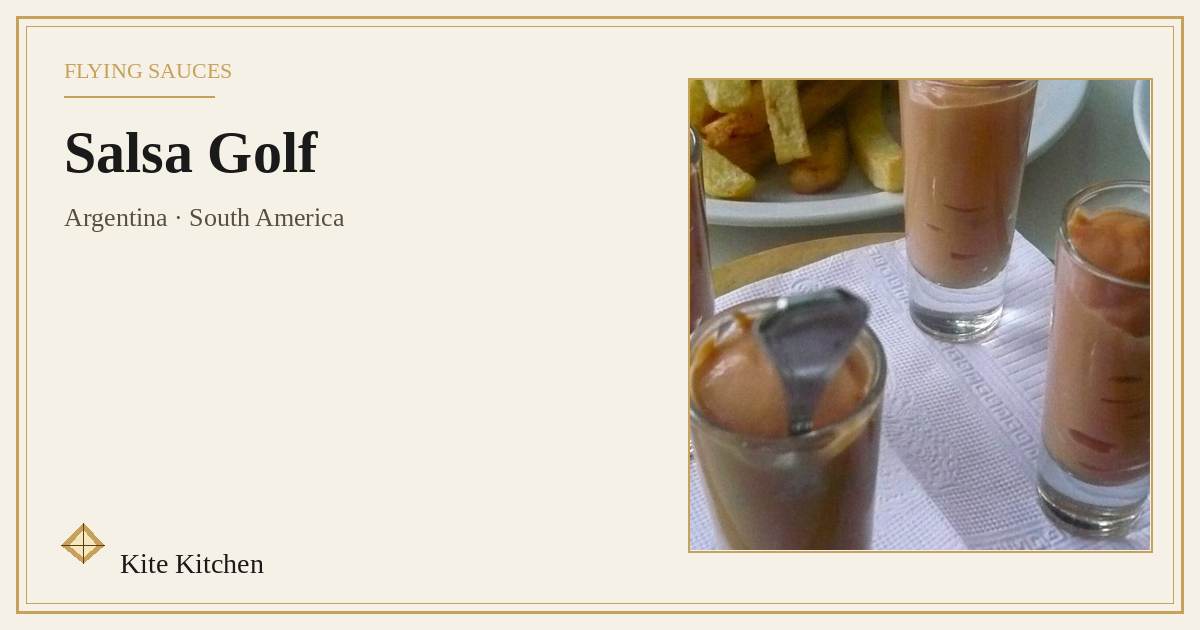 FLYING SAUCES
Salsa Golf
Argentina · South America
Kite Kitchen